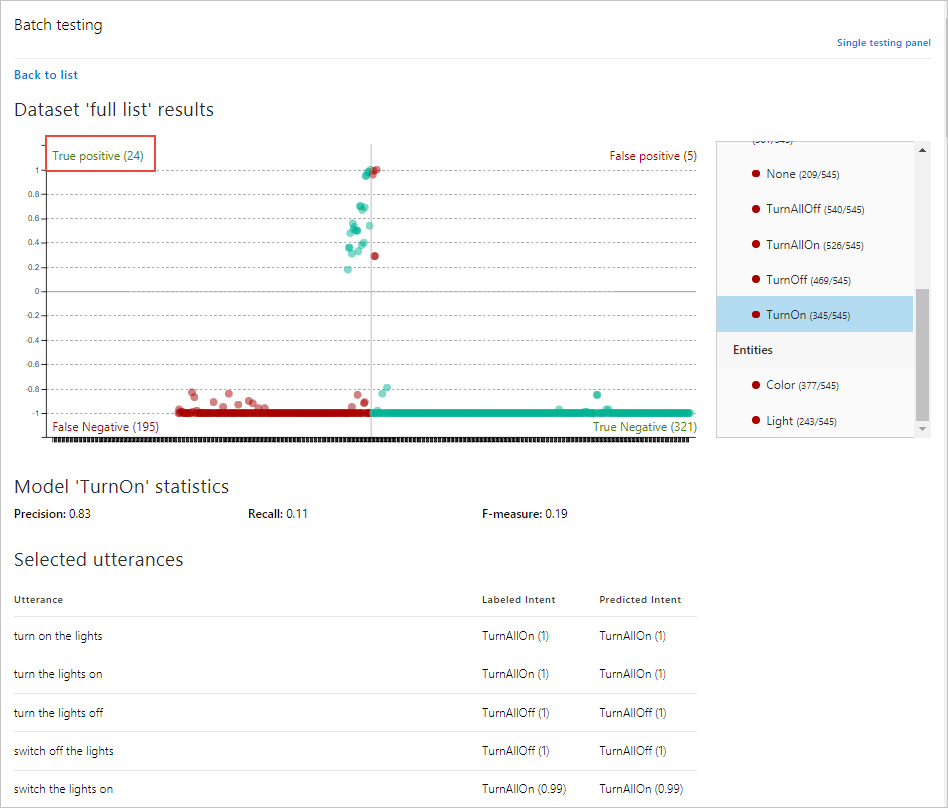 Batch testing
Single testing panel
Back to list
Dataset 'full list' results
True positive (24)
False positive (5)
1
0.8
0.6
0.4
0.2
0
-0.2
-0.4
-0.6
-0.8
-1
False Negative (195)
True Negative (321)
None (209/545)
TurnAllOff (540/545)
TurnAllOn (526/545)
TurnOff (469/545)
TurnOn (345/545)
Entities
Color (377/545)
Light (243/545)
Model 'TurnOn' statistics
Precision: 0.83 Recall: 0.11 F-measure: 0.19
Selected utterances
Utterance Labeled Intent Predicted Intent
turn on the lights TurnAllOn (1) TurnAllOn (1)
turn the lights on TurnAllOn (1) TurnAllOn (1)
turn the lights off TurnAllOff (1) TurnAllOff (1)
switch off the lights TurnAllOff (1) TurnAllOff (1)
switch the lights on TurnAllOn (0.99) TurnAllOn (0.99)